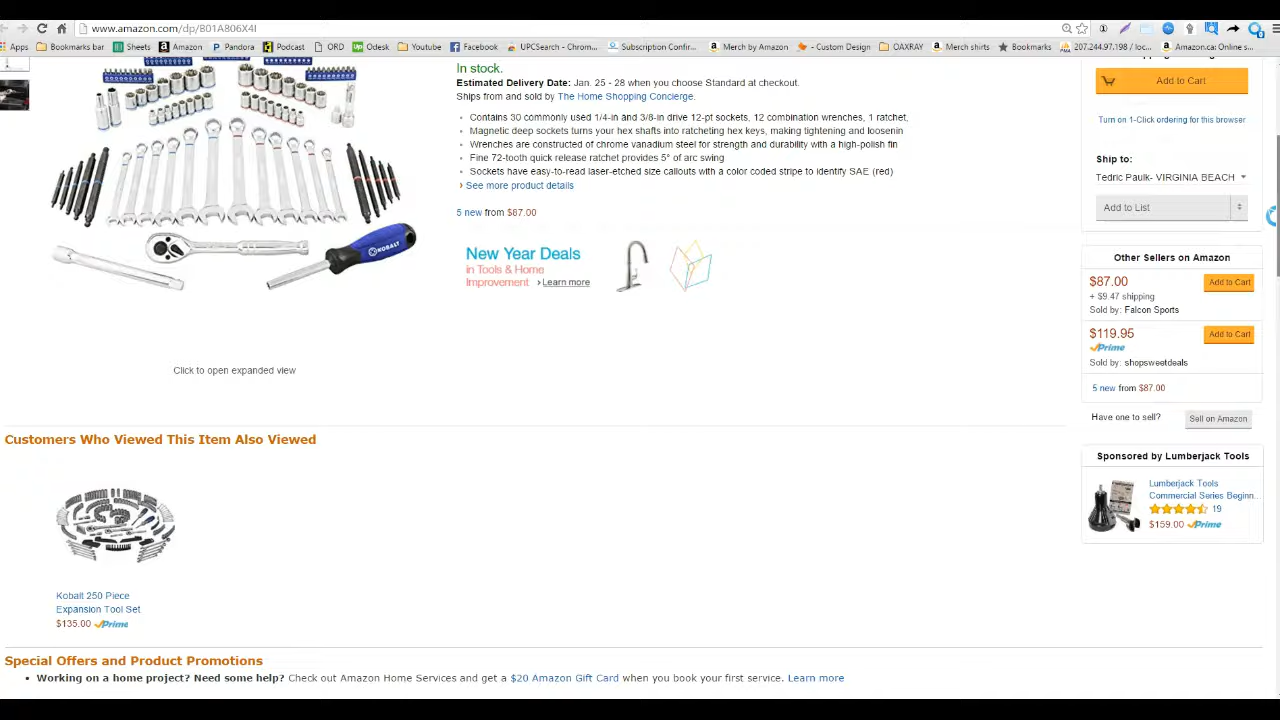 www.amazon.com/dp/B01A806X4I
Apps Bookmarks bar Sheets Amazon Pandora Podcast ORD Odesk Youtube Facebook UPCSearch - Chrom... Subscription Confir... Merch by Amazon - Custom Design OAXRAY Merch shirts Bookmarks 207.244.97.198 / loc... Amazon.ca: Online s...
In stock.
Estimated Delivery Date: Jan. 25 - 28 when you choose Standard at checkout.
Ships from and sold by The Home Shopping Concierge.
Contains 30 commonly used 1/4-in and 3/8-in drive 12-pt sockets, 12 combination wrenches, 1 ratchet,
Magnetic deep sockets turns your hex shafts into ratcheting hex keys, making tightening and loosenin
Wrenches are constructed of chrome vanadium steel for strength and durability with a high-polish fin
Fine 72-tooth quick release ratchet provides 5° of arc swing
Sockets have easy-to-read laser-etched size callouts with a color coded stripe to identify SAE (red)
› See more product details
5 new from $87.00
New Year Deals
in Tools & Home
Improvement › Learn more
KOBALT
Click to open expanded view
Add to Cart
Turn on 1-Click ordering for this browser
Ship to:
Tedric Paulk- VIRGINIA BEACH
Add to List
Other Sellers on Amazon
$87.00 Add to Cart
+ $9.47 shipping
Sold by: Falcon Sports
$119.95 Add to Cart
Prime
Sold by: shopsweetdeals
5 new from $87.00
Have one to sell? Sell on Amazon
Sponsored by Lumberjack Tools
Lumberjack Tools
Commercial Series Beginn...
19
$159.00 Prime
Customers Who Viewed This Item Also Viewed
Kobalt 250 Piece
Expansion Tool Set
$135.00 Prime
Special Offers and Product Promotions
Working on a home project? Need some help? Check out Amazon Home Services and get a $20 Amazon Gift Card when you book your first service. Learn more